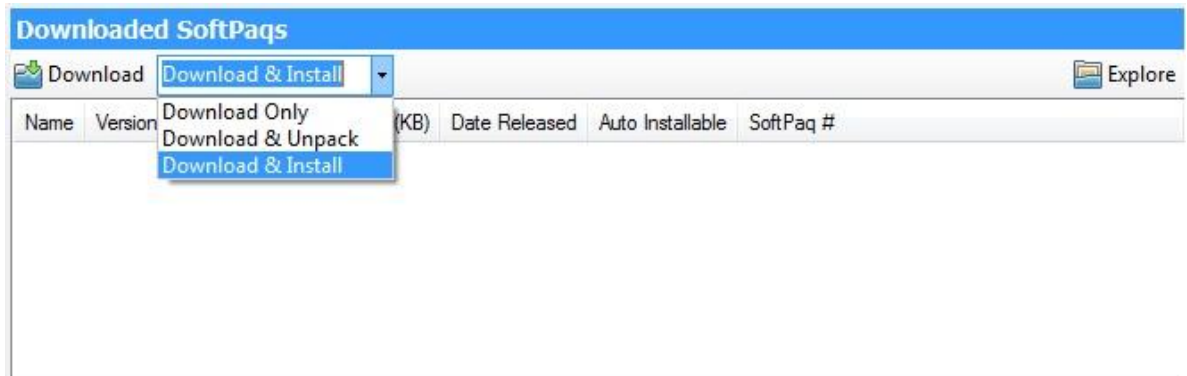 Downloaded SoftPaqs
Download Download & Install Explore
Name Version (KB) Date Released Auto Installable SoftPaq #
Download Only
Download & Unpack
Download & Install